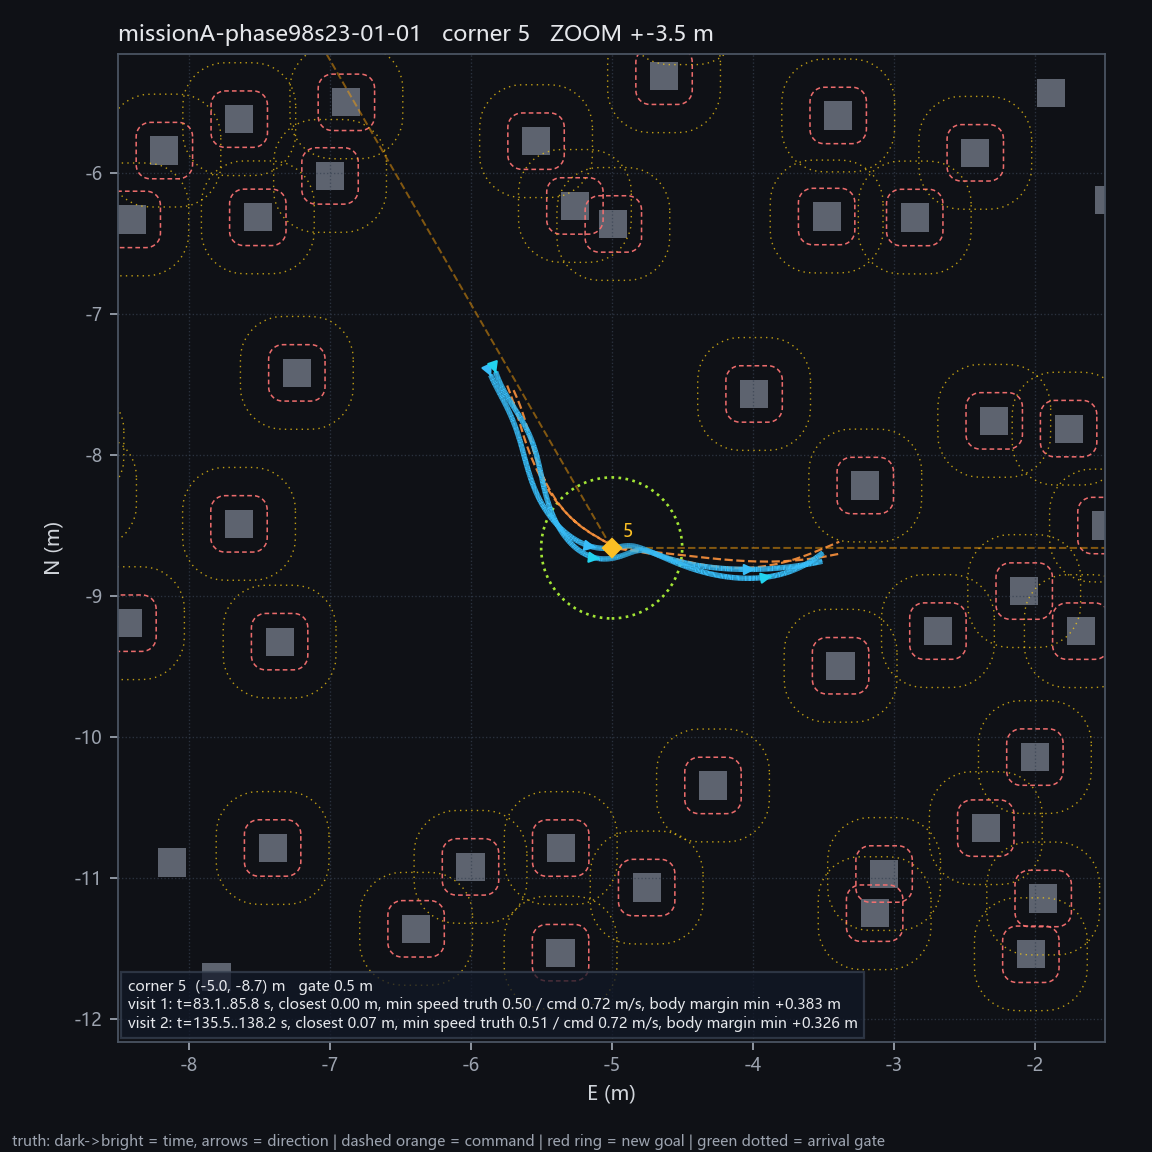 missionA-phase98s23-01-01 corner 5 ZOOM +-3.5 m
-6
-7
-8
-9
-10
-11
-12
N (m)
5
corner 5 (-5.0, -8.7) m gate 0.5 m
visit 1: t=83.1..85.8 s, closest 0.00 m, min speed truth 0.50 / cmd 0.72 m/s, body margin min +0.383 m
visit 2: t=135.5..138.2 s, closest 0.07 m, min speed truth 0.51 / cmd 0.72 m/s, body margin min +0.326 m
-8 -7 -6 -5 -4 -3 -2
E (m)
truth: dark->bright = time, arrows = direction | dashed orange = command | red ring = new goal | green dotted = arrival gate